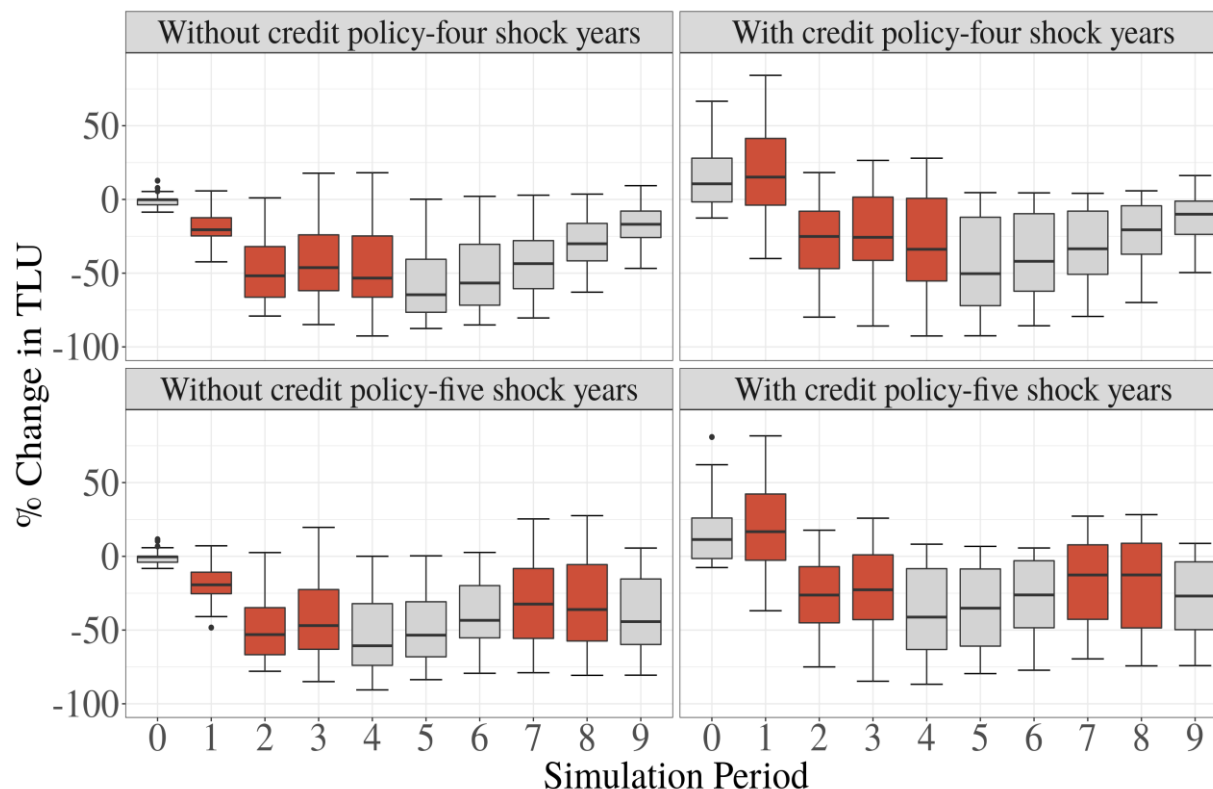 Without credit policy-four shock years
With credit policy-four shock years
50
0
-50
-100
Without credit policy-five shock years
With credit policy-five shock years
50
0
-50
-100
% Change in TLU
0 1 2 3 4 5 6 7 8 9
0 1 2 3 4 5 6 7 8 9
Simulation Period